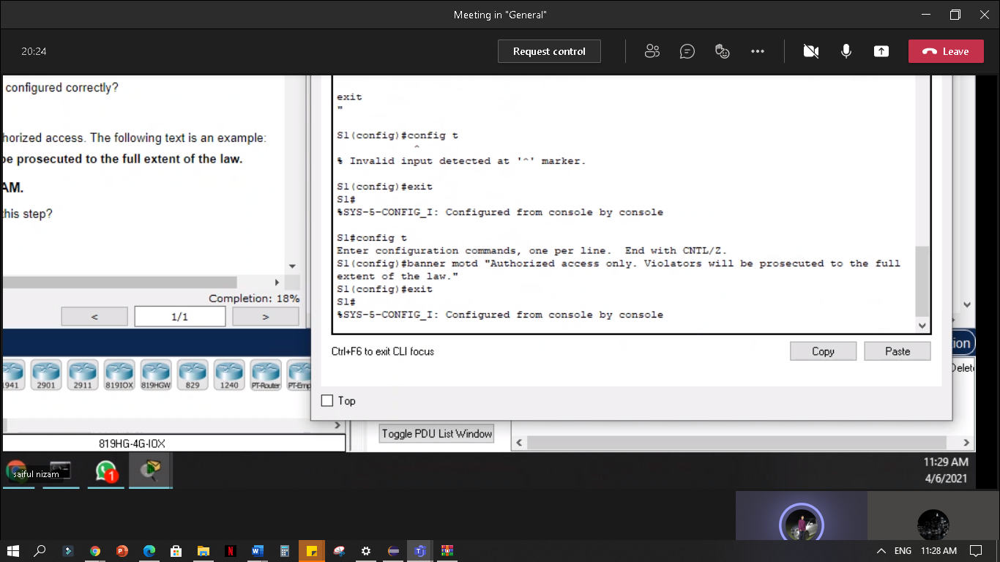 Meeting in "General"
20:24
Request control
Leave
configured correctly?
horized access. The following text is an example:
be prosecuted to the full extent of the law.
AM.
this step?
Completion: 18%
<
1/1
>
exit
"
S1(config)#config t
^
% Invalid input detected at '^' marker.
S1(config)#exit
S1#
%SYS-5-CONFIG_I: Configured from console by console
S1#config t
Enter configuration commands, one per line.  End with CNTL/Z.
S1(config)#banner motd "Authorized access only. Violators will be prosecuted to the full
extent of the law."
S1(config)#exit
S1#
%SYS-5-CONFIG_I: Configured from console by console
Ctrl+F6 to exit CLI focus
Copy
Paste
Top
ion
Delet
1941
2901
2911
819IOX
819HGW
829
1240
PT-Router
PT-Emp
Toggle PDU List Window
819HG-4G-IOX
saiful nizam
1
11:29 AM
4/6/2021
ENG
11:28 AM